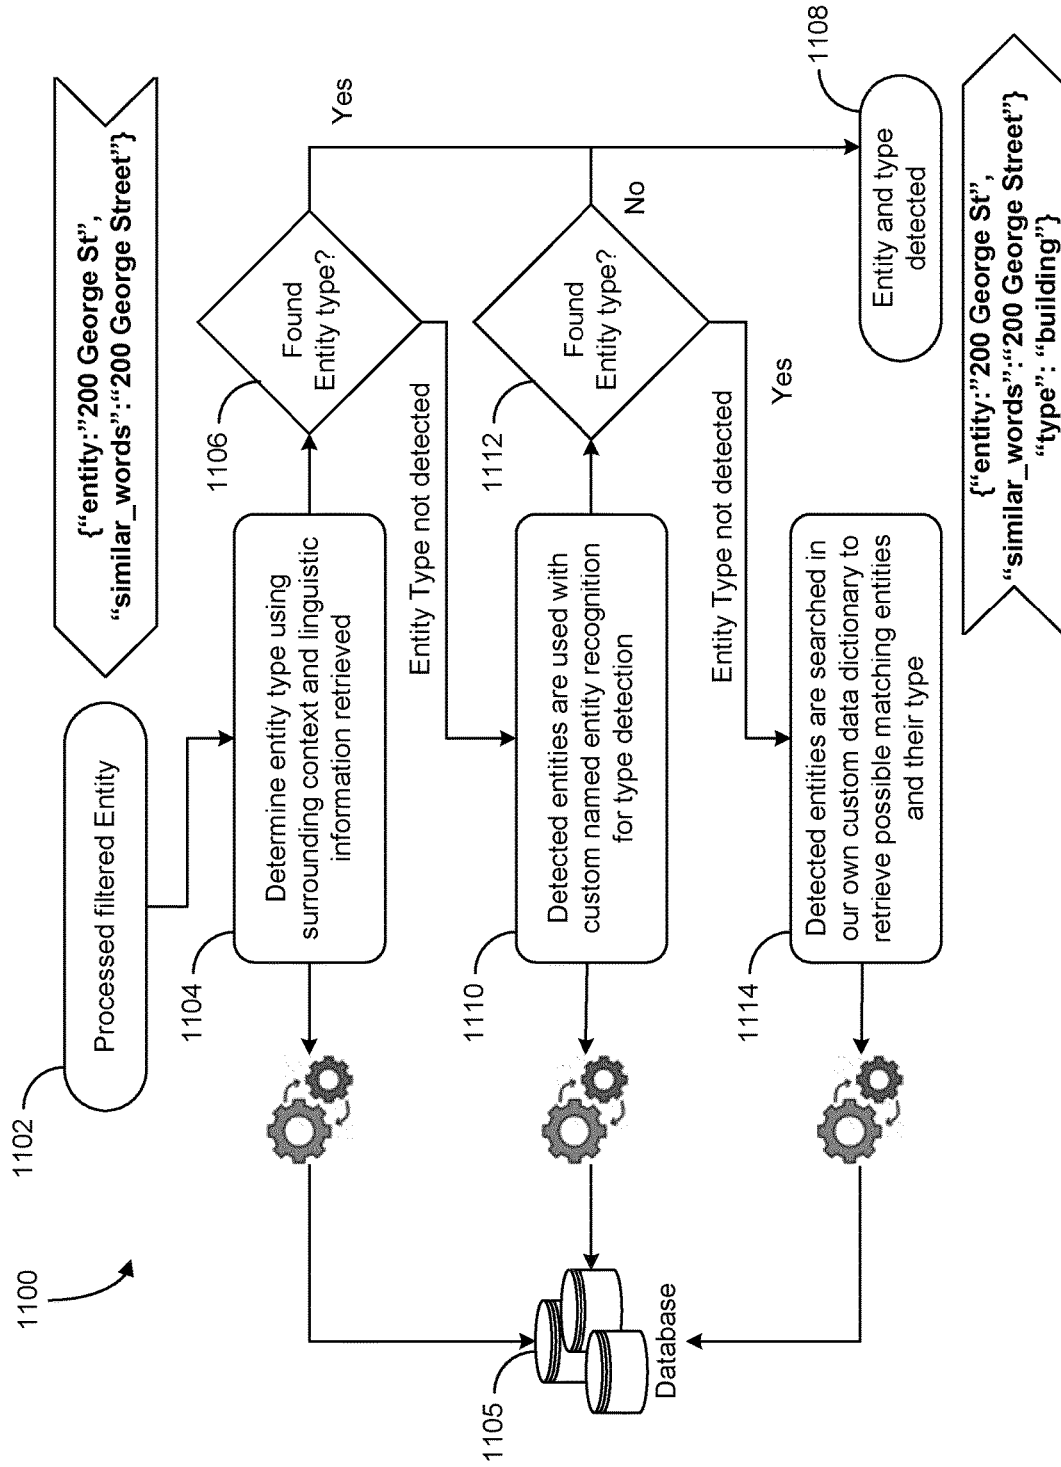 1100
1102
Processed filtered Entity
{“entity:”200 George St”,
“similar_words”:“200 George Street”}
1104
Determine entity type using
surrounding context and linguistic
information retrieved
1106
Found
Entity type?
Yes
Entity Type not detected
1105
Database
1110
Detected entities are used with
custom named entity recognition
for type detection
1112
Found
Entity type?
No
Entity Type not detected
Yes
1114
Detected entities are searched in
our own custom data dictionary to
retrieve possible matching entities
and their type
1108
Entity and type
detected
{“entity:”200 George St”,
“similar_words”:“200 George Street”}
“type”: “building”}